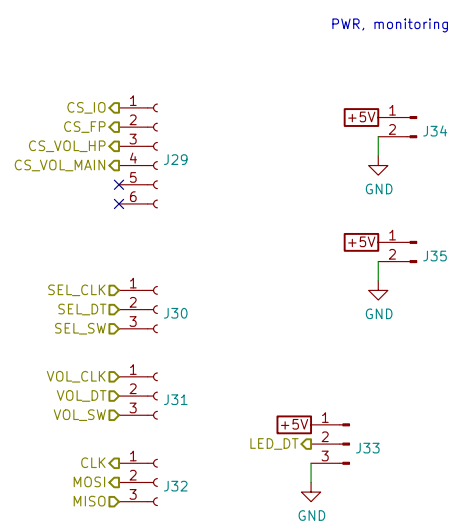 PWR, monitoring
CS_IO 1
CS_FP 2
CS_VOL_HP 3
CS_VOL_MAIN 4
5
6
J29
+5V 1
2
J34
GND
+5V 1
2
J35
GND
SEL_CLK 1
SEL_DT 2
SEL_SW 3
J30
VOL_CLK 1
VOL_DT 2
VOL_SW 3
J31
+5V 1
LED_DT 2
3
J33
GND
CLK 1
MOSI 2
MISO 3
J32